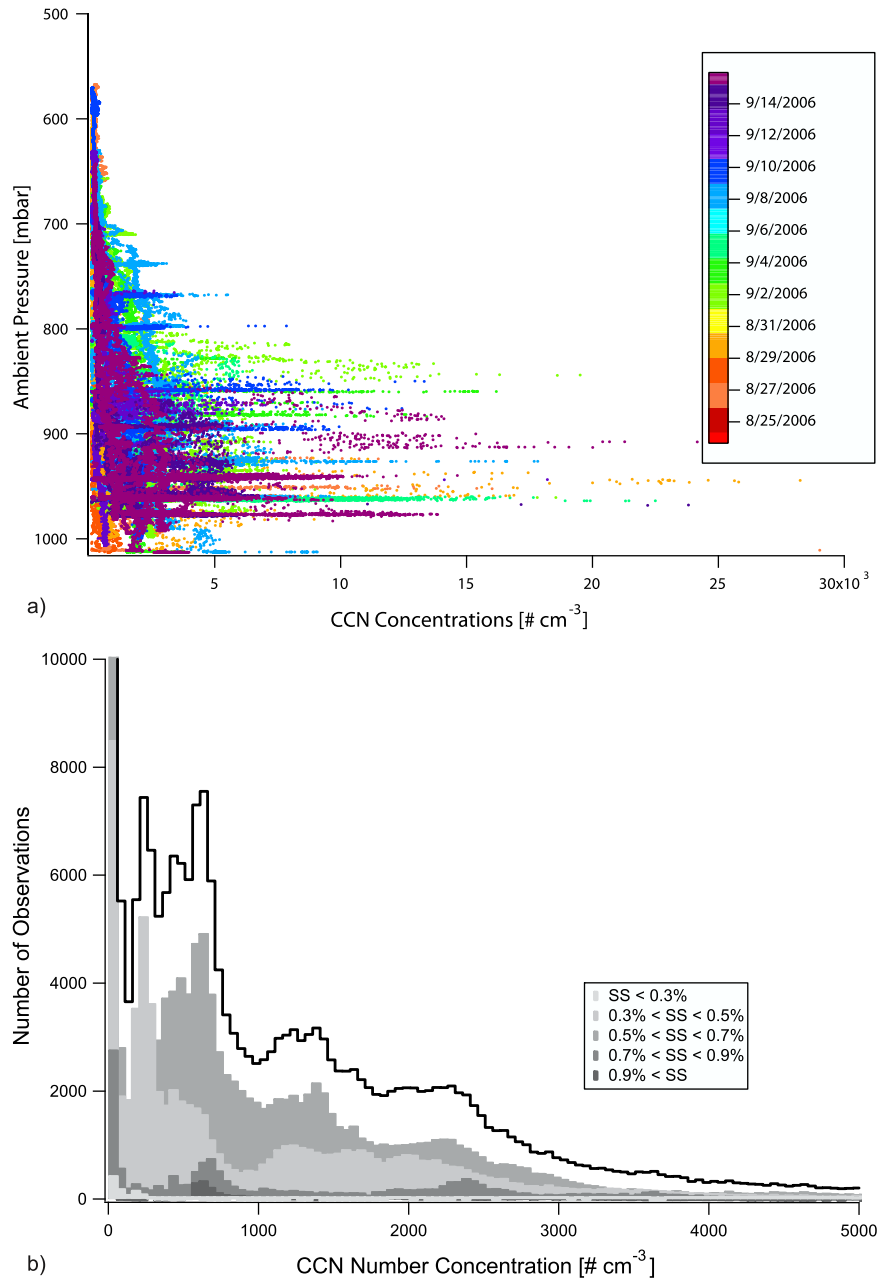 500
600
700
800
900
1000
Ambient Pressure [mbar]
9/14/2006
9/12/2006
9/10/2006
9/8/2006
9/6/2006
9/4/2006
9/2/2006
8/31/2006
8/29/2006
8/27/2006
8/25/2006
5 10 15 20 25 30x10 3
CCN Concentrations [# cm-3]
a)
10000
8000
6000
4000
2000
0
Number of Observations
SS < 0.3%
0.3% < SS < 0.5%
0.5% < SS < 0.7%
0.7% < SS < 0.9%
0.9% < SS
0 1000 2000 3000 4000 5000
CCN Number Concentration [# cm-3]
b)